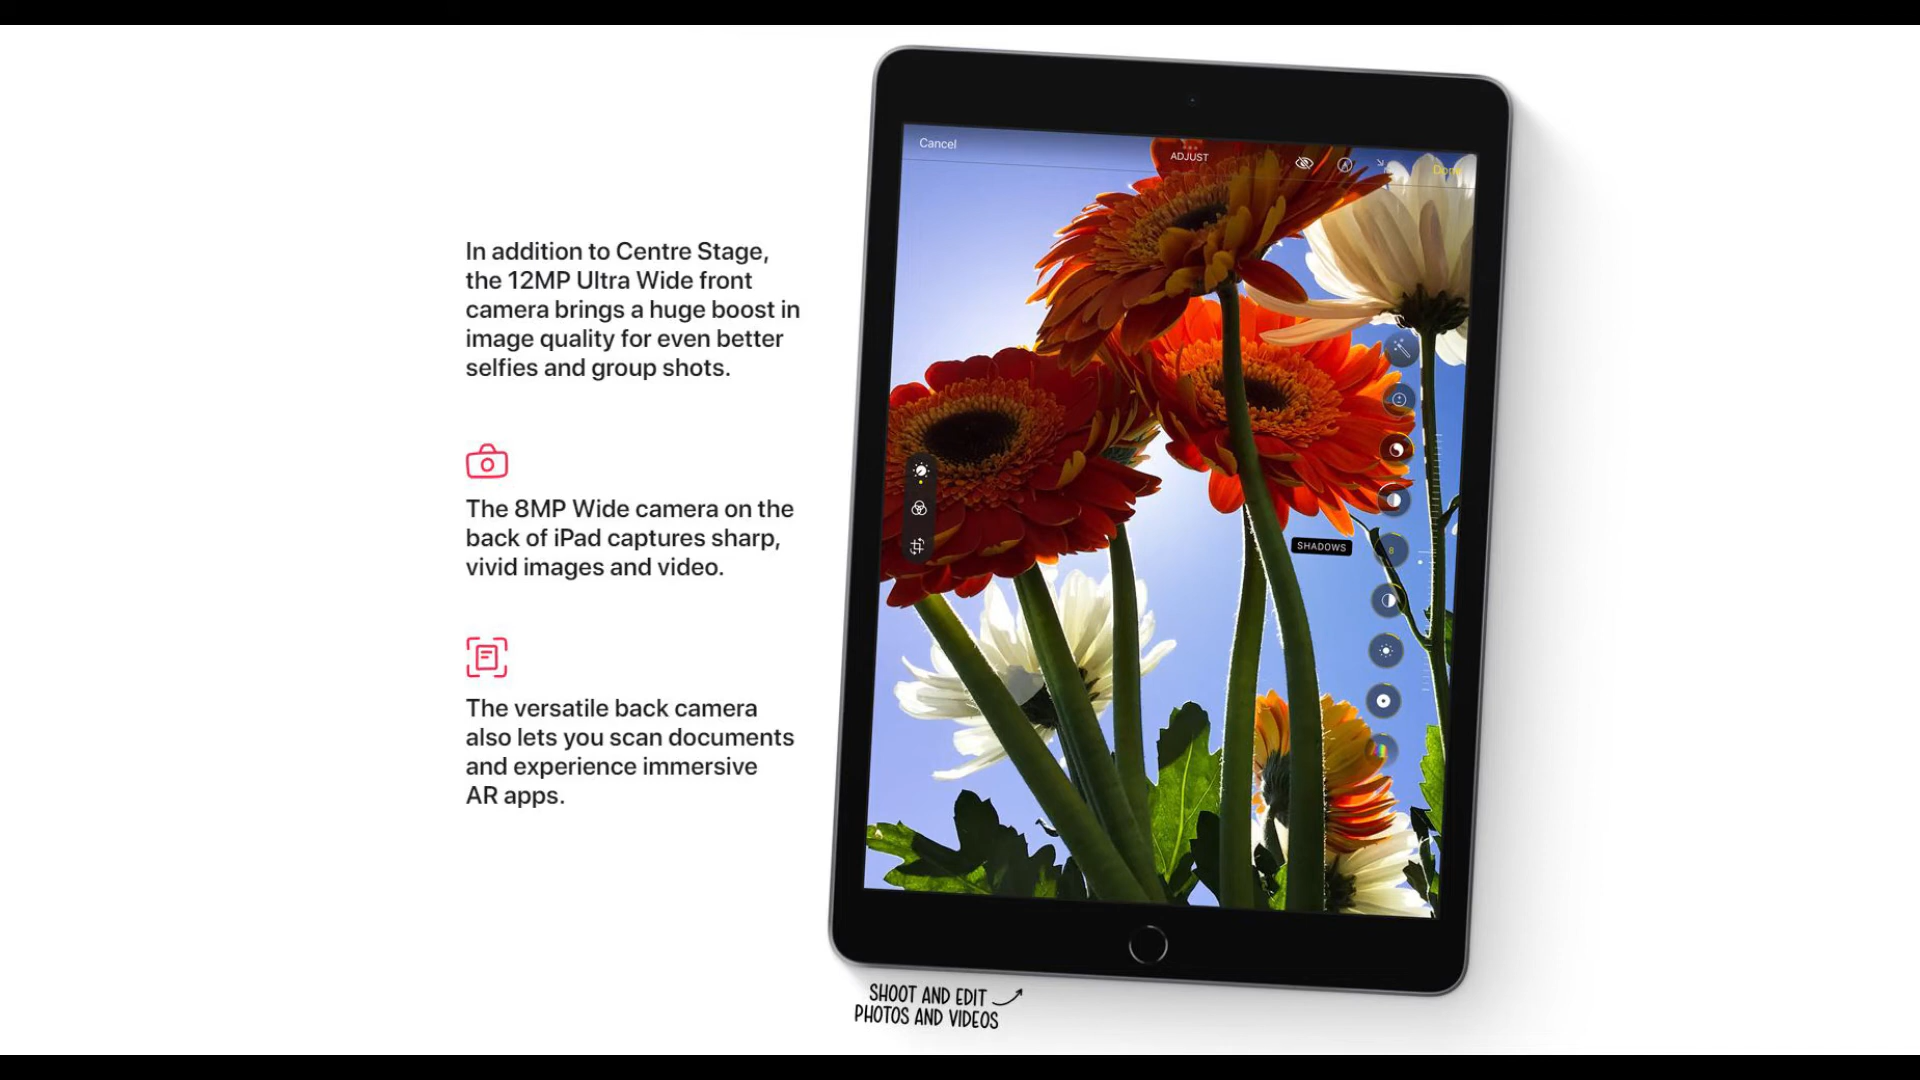 In addition to Centre Stage,
the 12MP Ultra Wide front
camera brings a huge boost in
image quality for even better
selfies and group shots.
The 8MP Wide camera on the
back of iPad captures sharp,
vivid images and video.
The versatile back camera
also lets you scan documents
and experience immersive
AR apps.
Cancel
ADJUST
Done
SHADOWS
8
SHOOT AND EDIT
PHOTOS AND VIDEOS